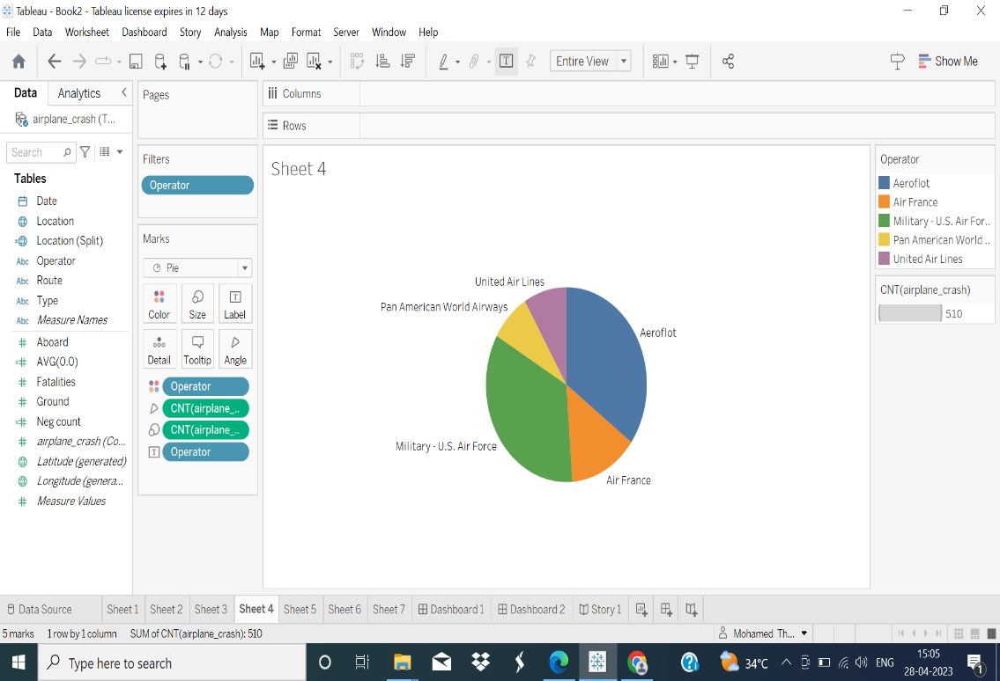 Tableau - Book2 - Tableau license expires in 12 days
File Data Worksheet Dashboard Story Analysis Map Format Server Window Help
Entire View
Show Me
Data Analytics
airplane_crash (T...
Search
Tables
Date
Location
Location (Split)
Abc Operator
Abc Route
Abc Type
Abc Measure Names
Aboard
AVG(0.0)
Fatalities
Ground
Neg count
airplane_crash (Co...
Latitude (generated)
Longitude (genera...
Measure Values
Pages
Filters
Operator
Marks
Pie
Color Size Label
Detail Tooltip Angle
Operator
CNT(airplane_..
CNT(airplane_..
Operator
Columns
Rows
Sheet 4
United Air Lines
Pan American World Airways
Aeroflot
Military - U.S. Air Force
Air France
Operator
Aeroflot
Air France
Military - U.S. Air For..
Pan American World ..
United Air Lines
CNT(airplane_crash)
510
Data Source Sheet 1 Sheet 2 Sheet 3 Sheet 4 Sheet 5 Sheet 6 Sheet 7 Dashboard 1 Dashboard 2 Story 1
5 marks 1 row by 1 column SUM of CNT(airplane_crash): 510 Mohamed Th...
Type here to search
34°C ENG
15:05
28-04-2023
1